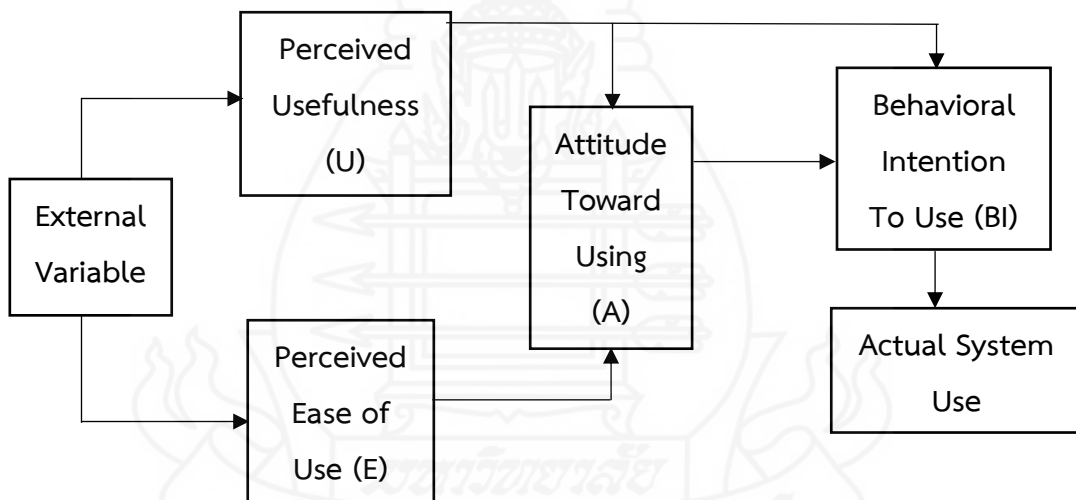 Perceived
Usefulness
(U)
External
Variable
Perceived
Ease of
Use (E)
Attitude
Toward
Using
(A)
Behavioral
Intention
To Use (BI)
Actual System
Use